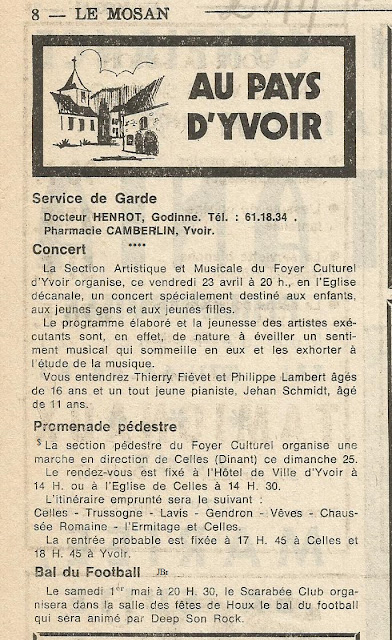 8 — LE MOSAN
AU PAYS
D'YVOIR
Service de Garde
Docteur HENROT, Godinne. Tél. : 61.18.34 .
Pharmacie CAMBERLIN, Yvoir.
****
Concert
La Section Artistique et Musicale du Foyer Culturel
d'Yvoir organise, ce vendredi 23 avril à 20 h., en l'Eglise
décanale, un concert spécialement destiné aux enfants,
aux jeunes gens et aux jeunes filles.
Le programme élaboré et la jeunesse des artistes exé-
cutants sont, en effet, de nature à éveiller un senti-
ment musical qui sommeille en eux et les exhorter à
l'étude de la musique.
Vous entendrez Thierry Fiévet et Philippe Lambert âgés
de 16 ans et un tout jeune pianiste, Jehan Schmidt, âgé
de 11 ans.
Promenade pédestre
S La section pédestre du Foyer Culturel organise une
marche en direction de Celles (Dinant) ce dimanche 25.
Le rendez-vous est fixé à l'Hôtel de Ville d'Yvoir à
14 H. ou à l'Eglise de Celles à 14 H. 30.
L'itinéraire emprunté sera le suivant :
Celles - Trussogne - Lavis - Gendron - Vêves - Chaus-
sée Romaine - l'Ermitage et Celles.
La rentrée probable est fixée à 17 H. 45 à Celles et
18 H. 45 à Yvoir.
Bal du Football JB:
Le samedi 1er mai à 20 H. 30, le Scarabée Club orga-
nisera dans la salle des fêtes de Houx le bal du football
qui sera animé par Deep Son Rock.